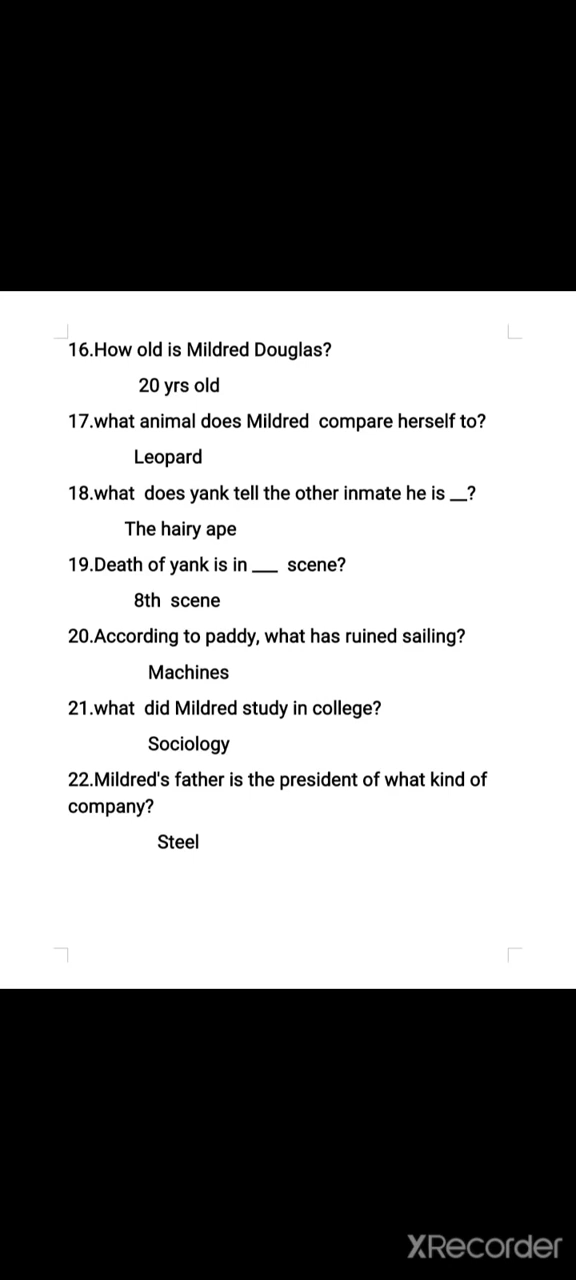 16.How old is Mildred Douglas?
20 yrs old
17.what animal does Mildred compare herself to?
Leopard
18.what does yank tell the other inmate he is __?
The hairy ape
19.Death of yank is in ___ scene?
8th scene
20.According to paddy, what has ruined sailing?
Machines
21.what did Mildred study in college?
Sociology
22.Mildred's father is the president of what kind of
company?
Steel
XRecorder